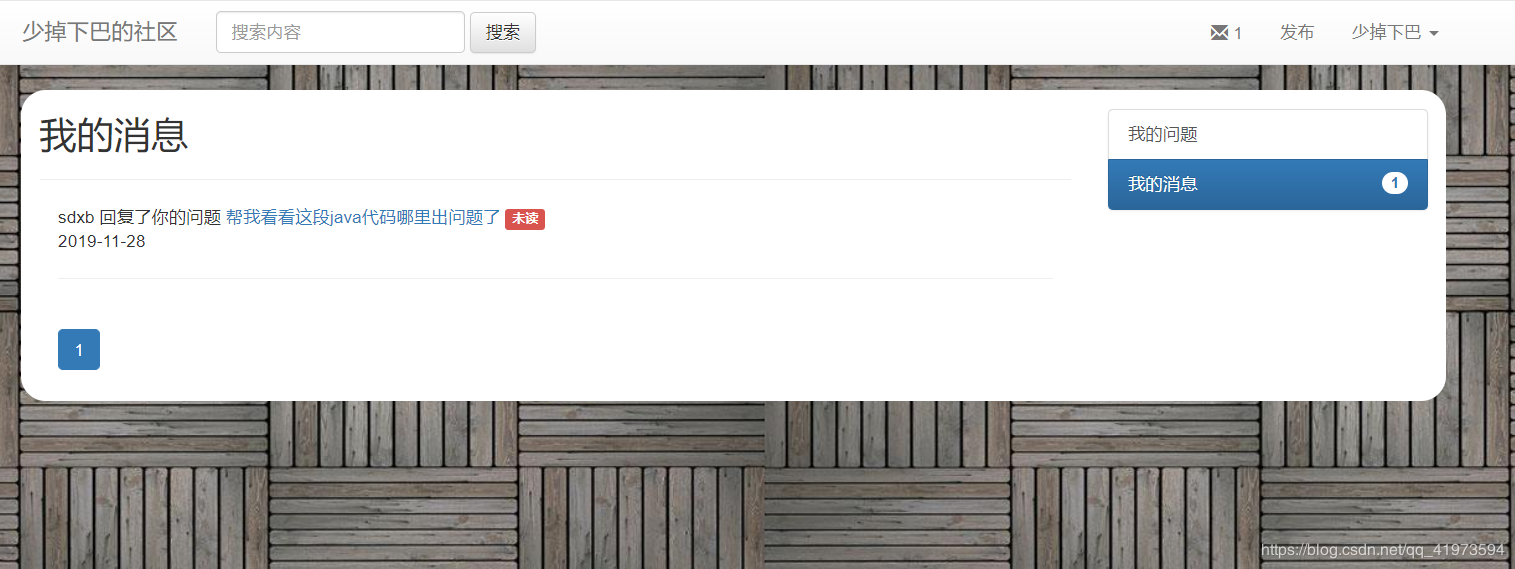 少掉下巴的社区 搜索内容 搜索 1 发布 少掉下巴
我的消息
我的问题
我的消息 1
sdxb 回复了你的问题 帮我看看这段java代码哪里出问题了 未读
2019-11-28
1
https://blog.csdn.net/qq_41973594